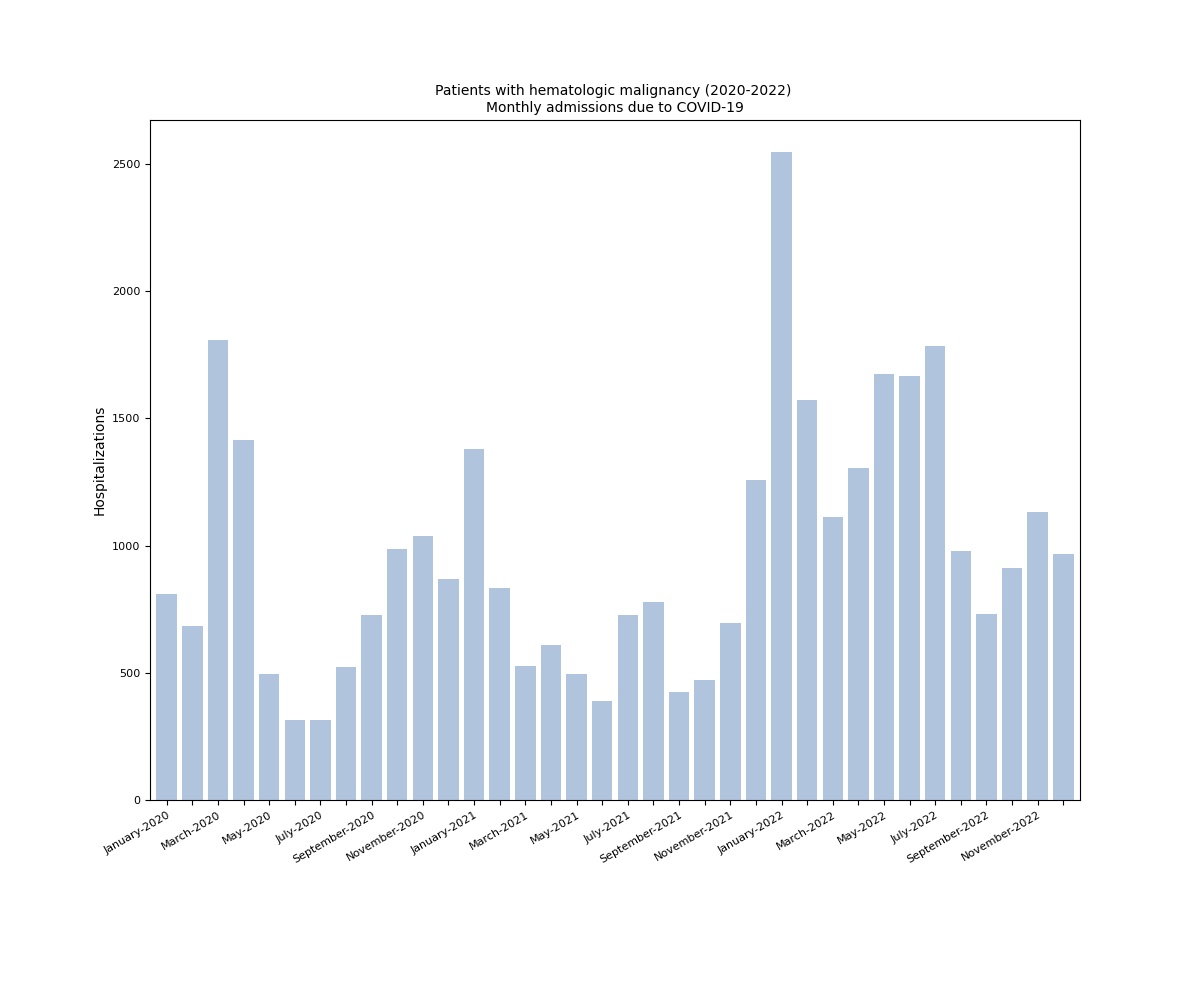 Patients with hematologic malignancy (2020-2022)
Monthly admissions due to COVID-19
Hospitalizations
2500
2000
1500
1000
500
0
January-2020
March-2020
May-2020
July-2020
September-2020
November-2020
January-2021
March-2021
May-2021
July-2021
September-2021
November-2021
January-2022
March-2022
May-2022
July-2022
September-2022
November-2022